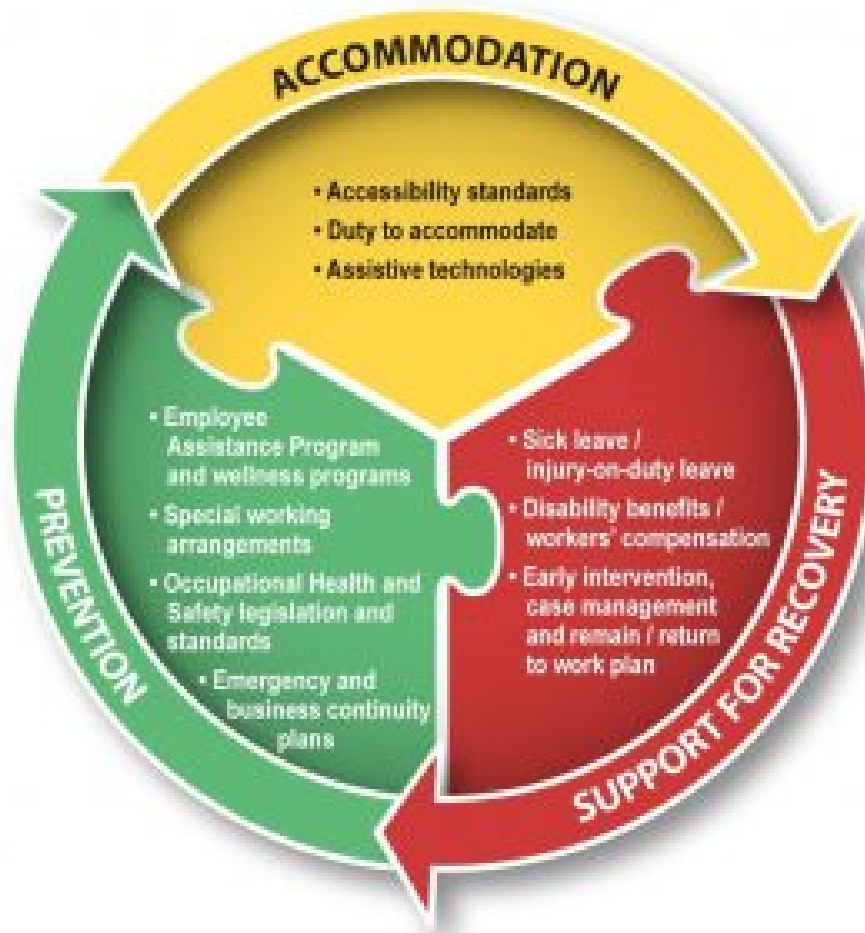 ACCOMMODATION
• Accessibility standards
• Duty to accommodate
• Assistive technologies
PREVENTION
• Employee
Assistance Program
and wellness programs
• Special working
arrangements
• Occupational Health and
Safety legislation and
standards
• Emergency and
business continuity
plans
SUPPORT FOR RECOVERY
• Sick leave /
injury-on-duty leave
• Disability benefits /
workers' compensation
• Early intervention,
case management
and remain / return
to work plan